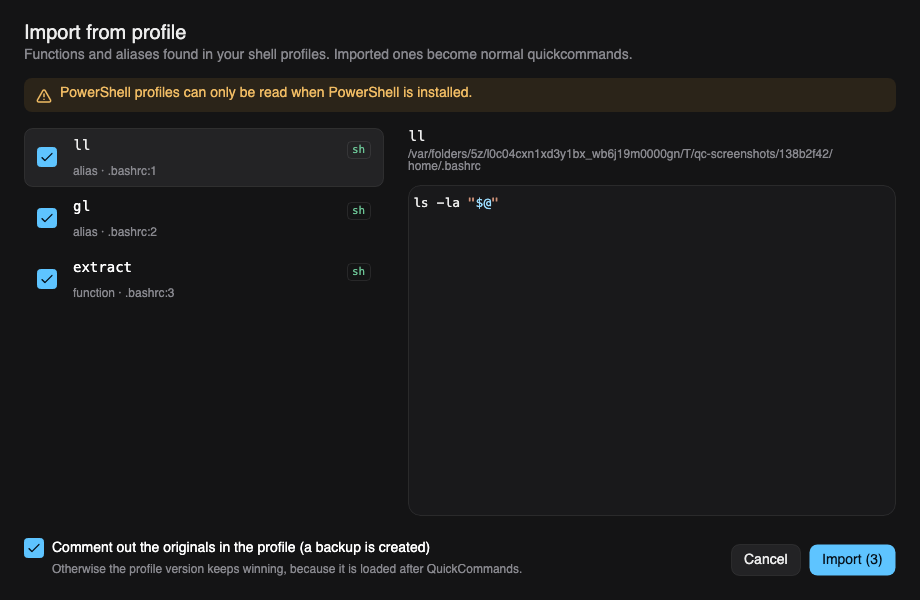 Import from profile
Functions and aliases found in your shell profiles. Imported ones become normal quickcommands.
PowerShell profiles can only be read when PowerShell is installed.
ll
sh
alias · .bashrc:1
gl
sh
alias · .bashrc:2
extract
sh
function · .bashrc:3
ll
/var/folders/5z/l0c04cxn1xd3y1bx_wb6j19m0000gn/T/qc-screenshots/138b2f42/
home/.bashrc
ls -la "$@"
Comment out the originals in the profile (a backup is created)
Otherwise the profile version keeps winning, because it is loaded after QuickCommands.
Cancel
Import (3)